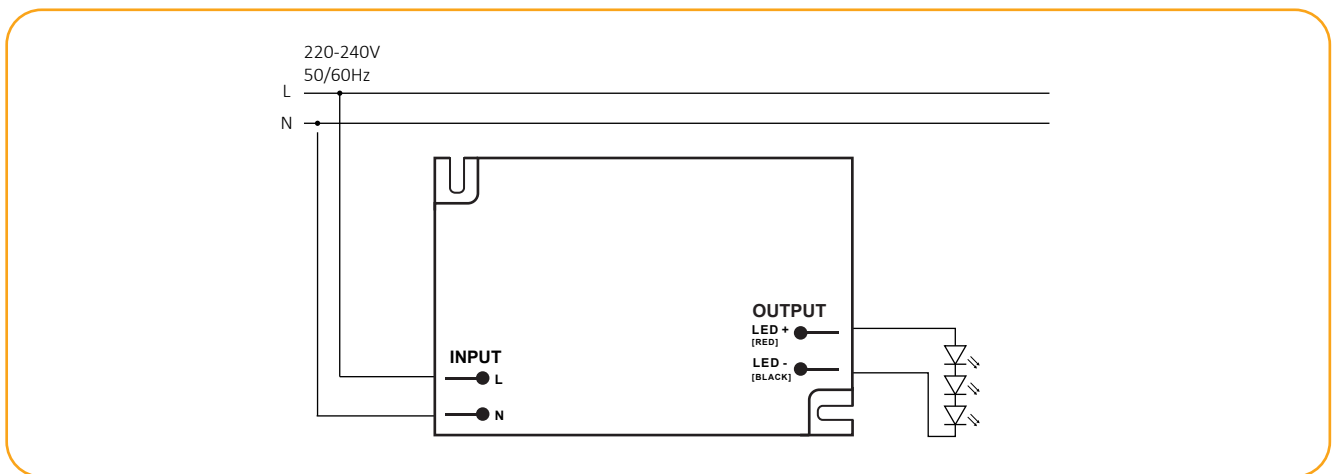 220-240V
50/60Hz
L
N
OUTPUT
LED +
[RED]
LED -
[BLACK]
INPUT
L
N